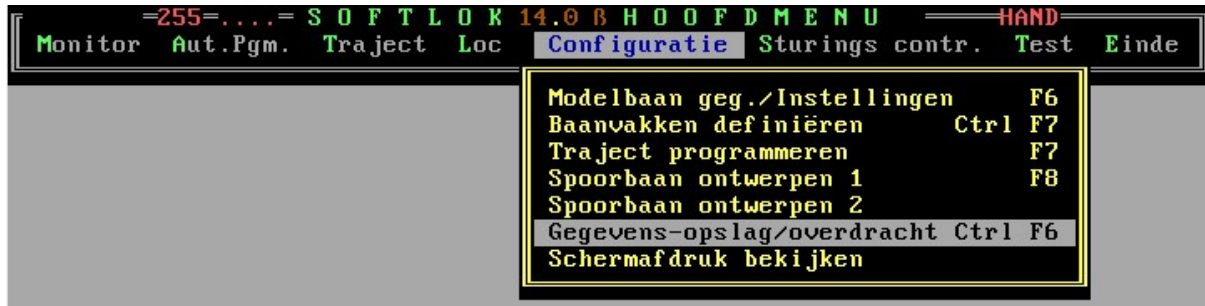 =255=....= S O F T L O K 14.0 ß H O O F D M E N U ═══HAND═
Monitor Aut.Pgm. Traject Loc Configuratie Sturings contr. Test Einde
Modelbaan geg./Instellingen F6
Baanvakken definiëren Ctrl F7
Traject programmeren F7
Spoorbaan ontwerpen 1 F8
Spoorbaan ontwerpen 2
Gegevens-opslag/overdracht Ctrl F6
Schermafdruk bekijken